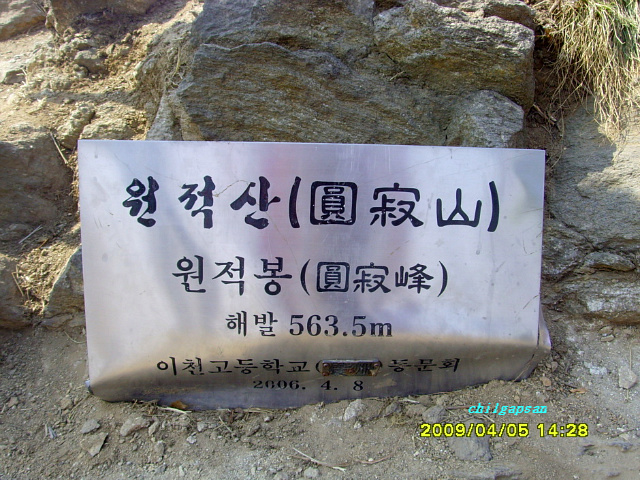 원적산(圓寂山)
원적봉(圓寂峰)
해발 563.5m
이천고등학교 ( ) 동문회
2006. 4. 8
chilgapsan
2009/04/05 14:28